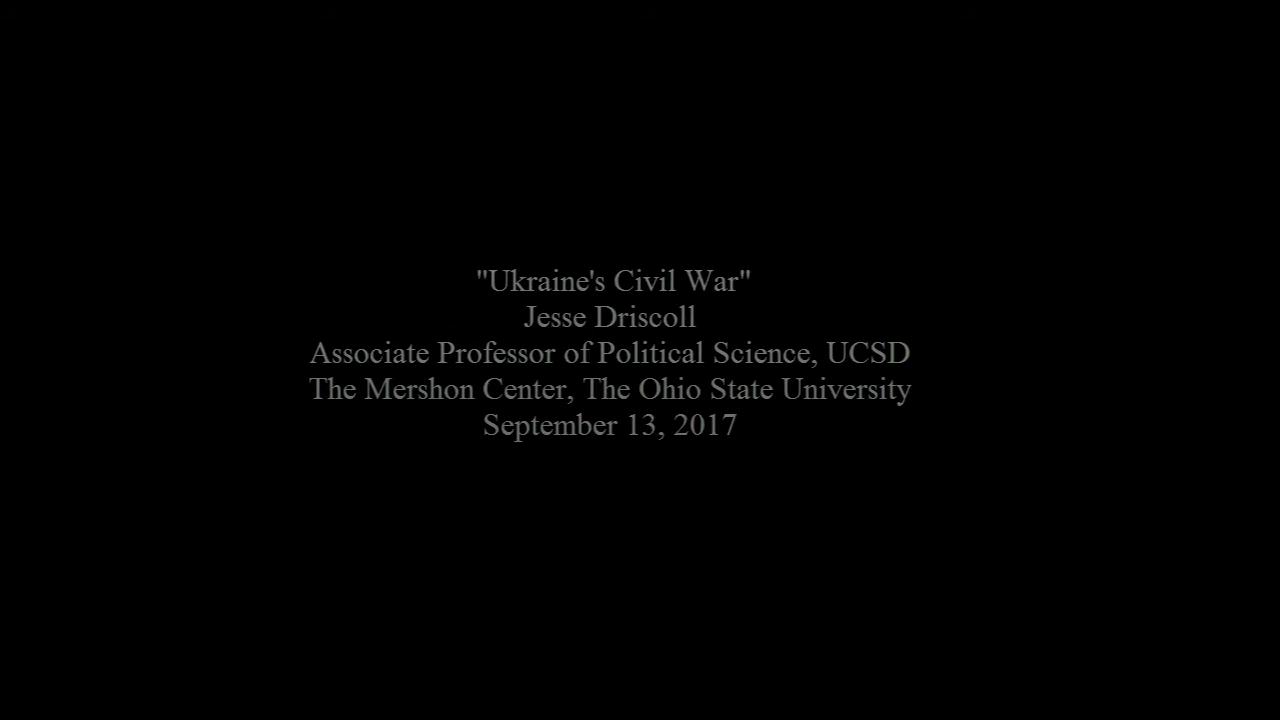 "Ukraine's Civil War"
Jesse Driscoll
Associate Professor of Political Science, UCSD
The Mershon Center, The Ohio State University
September 13, 2017